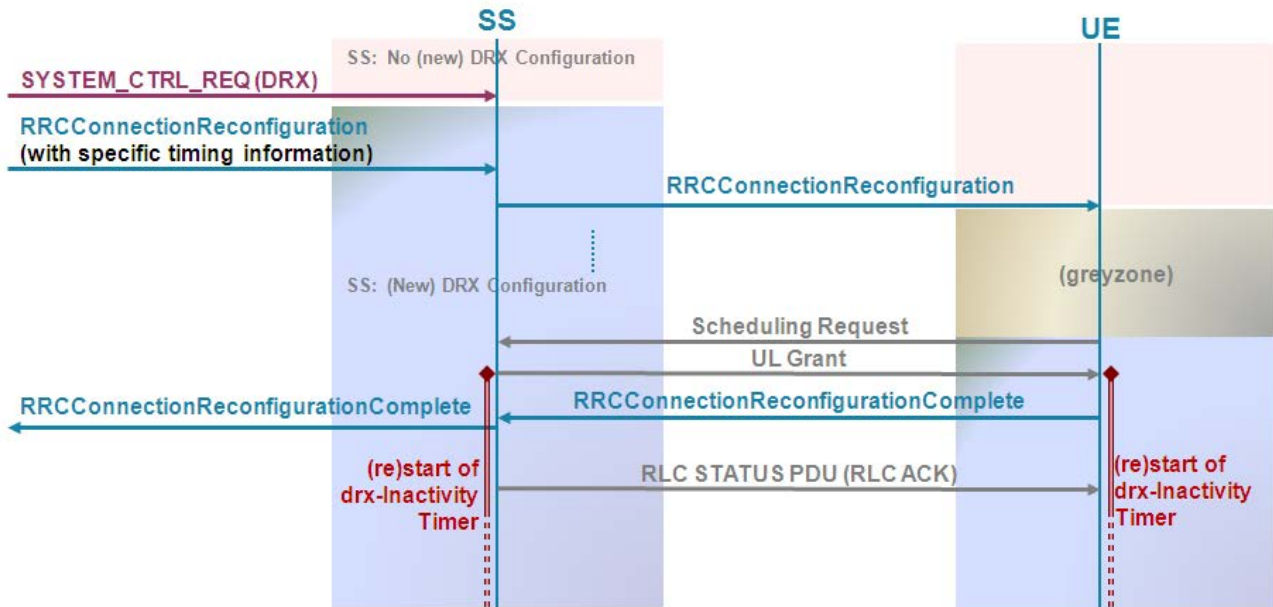 SS
UE
SS: No (new) DRX Configuration
SYSTEM_CTRL_REQ(DRX)
RRCConnectionReconfiguration
(with specific timing information)
RRCConnectionReconfiguration
(greyzone)
SS: (New) DRX Configuration
Scheduling Request
UL Grant
RRCConnectionReconfigurationComplete
RRCConnectionReconfigurationComplete
(re)start of
drx-Inactivity
Timer
RLC STATUS PDU (RLC ACK)
(re)start of
drx-Inactivity
Timer